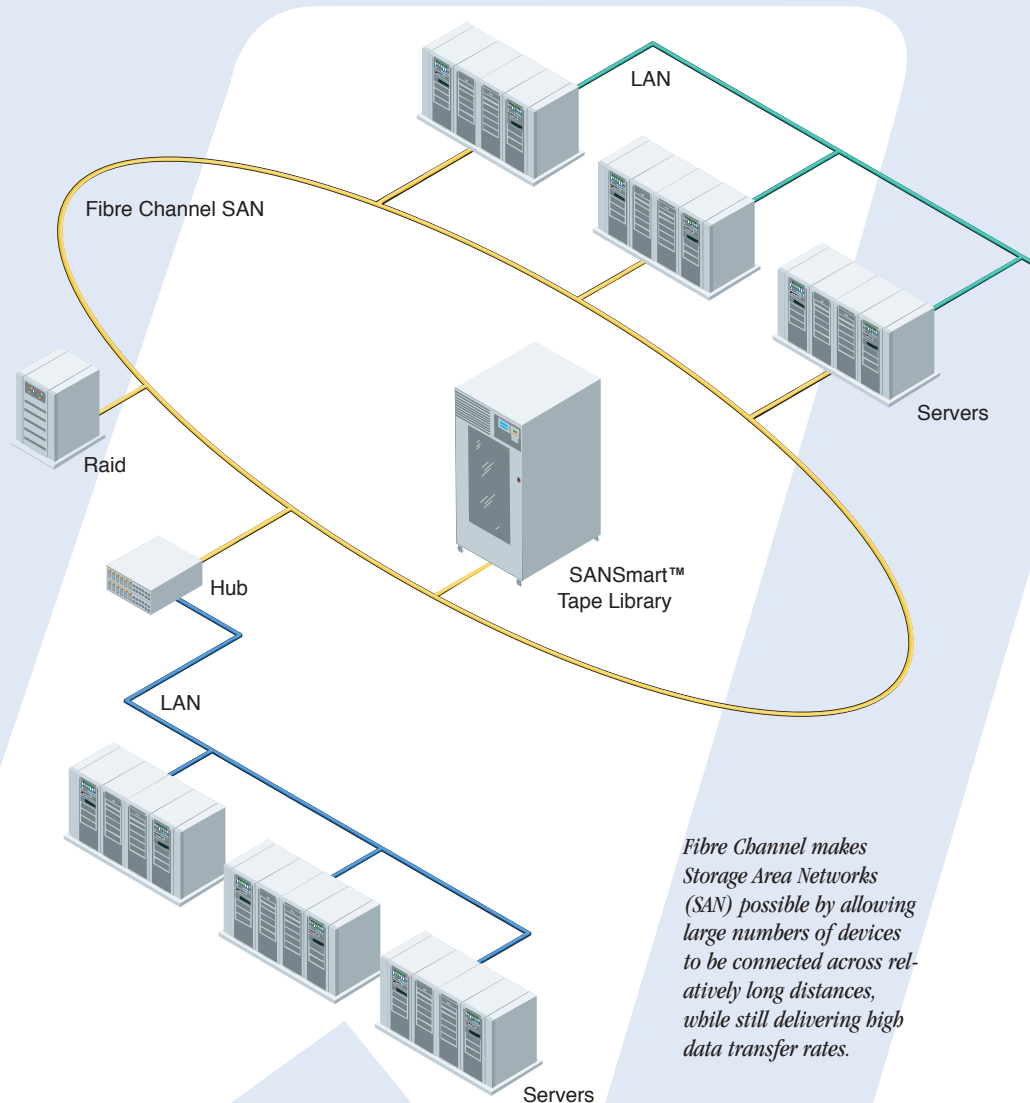 LAN
Fibre Channel SAN
Servers
Raid
SANSmart™
Tape Library
Hub
LAN
Fibre Channel makes
Storage Area Networks
(SAN) possible by allowing
large numbers of devices
to be connected across rel-
atively long distances,
while still delivering high
data transfer rates.
Servers